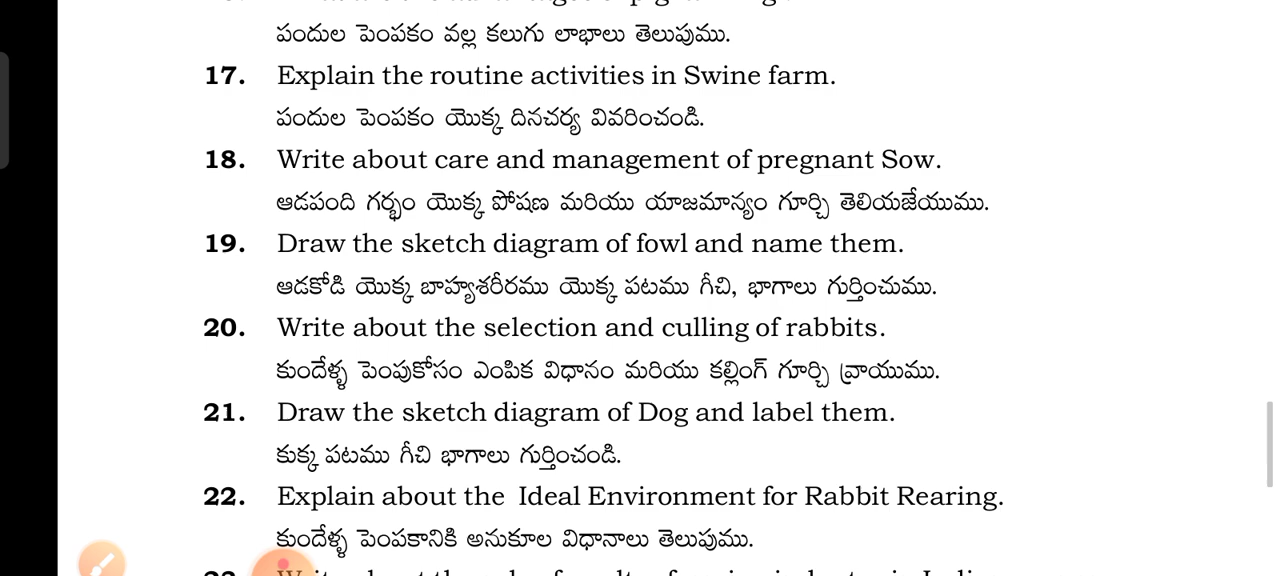 పందుల పెంపకం వల్ల కలుగు లాభాలు తెలుపుము.
17. Explain the routine activities in Swine farm.
పందుల పెంపకం యొక్క దినచర్య వివరించండి.
18. Write about care and management of pregnant Sow.
ఆడపంది గర్భం యొక్క పోషణ మరియు యాజమాన్యం గూర్చి తెలియజేయుము.
19. Draw the sketch diagram of fowl and name them.
ఆడకోడి యొక్క బాహ్యశరీరము యొక్క పటము గీచి, భాగాలు గుర్తించుము.
20. Write about the selection and culling of rabbits.
కుందేళ్ళ పెంపుకోసం ఎంపిక విధానం మరియు కల్లింగ్ గూర్చి వ్రాయుము.
21. Draw the sketch diagram of Dog and label them.
కుక్క పటము గీచి భాగాలు గుర్తించండి.
22. Explain about the Ideal Environment for Rabbit Rearing.
కుందేళ్ళ పెంపకానికి అనుకూల విధానాలు తెలుపుము.